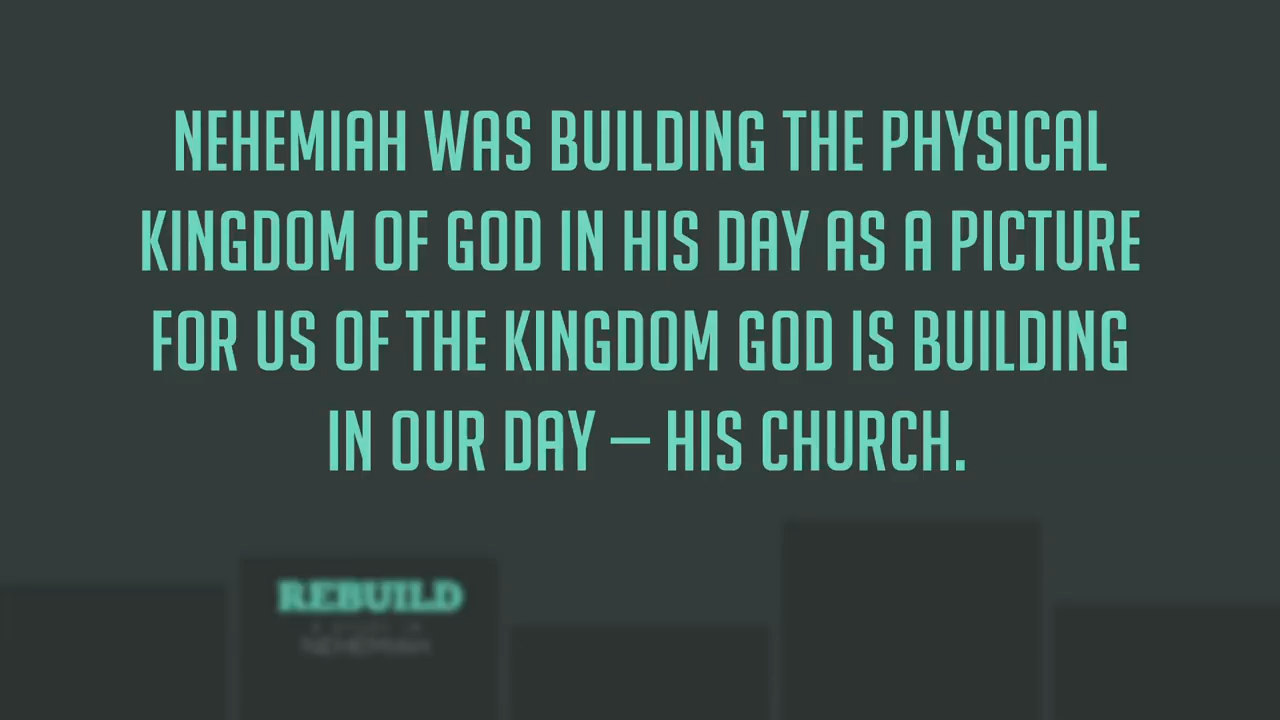 NEHEMIAH WAS BUILDING THE PHYSICAL
KINGDOM OF GOD IN HIS DAY AS A PICTURE
FOR US OF THE KINGDOM GOD IS BUILDING
IN OUR DAY – HIS CHURCH.
REBUILD
NEHEMIAH